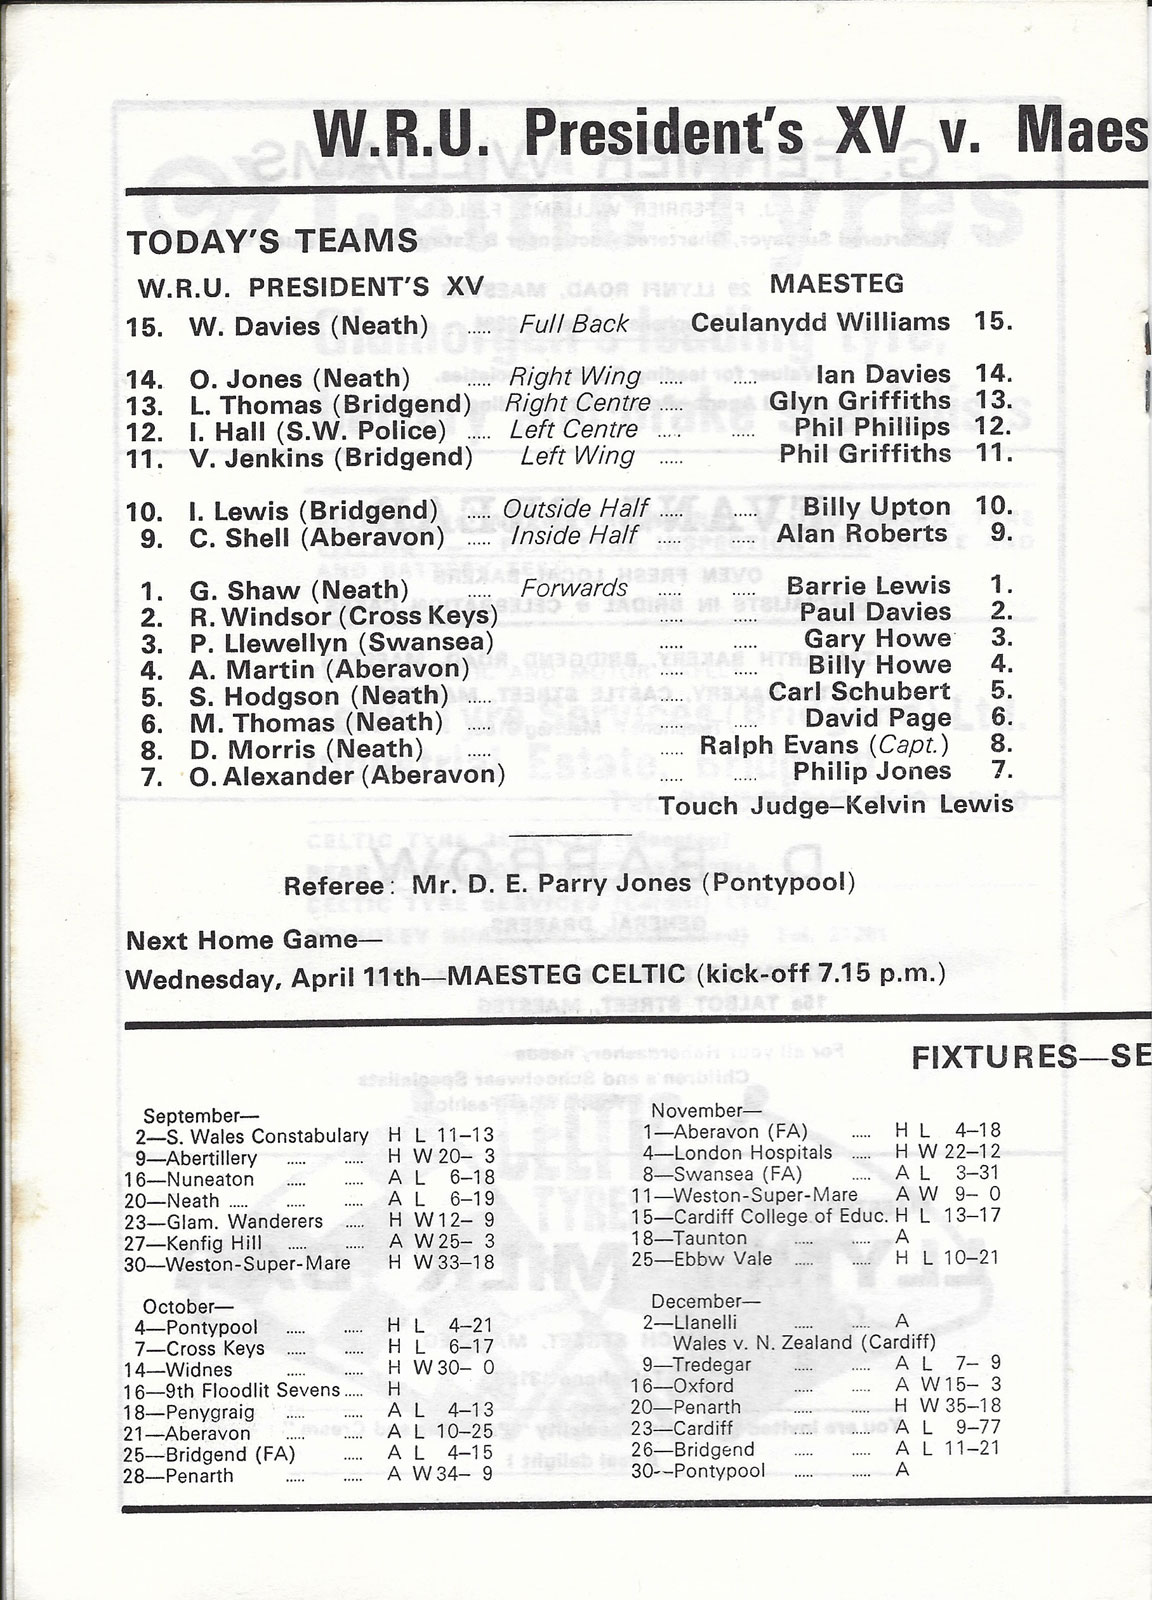 W.R.U. President's XV v. Maes
TODAY'S TEAMS
W.R.U. PRESIDENT'S XV MAESTEG
15. W. Davies (Neath) ..... Full Back Ceulanydd Williams 15.
14. O. Jones (Neath) ..... Right Wing ..... ..... Ian Davies 14.
13. L. Thomas (Bridgend) Right Centre .... Glyn Griffiths 13.
12. I. Hall (S.W. Police) ..... Left Centre ..... ..... Phil Phillips 12.
11. V. Jenkins (Bridgend) Left Wing ..... Phil Griffiths 11.
10. I. Lewis (Bridgend) ..... Outside Half ..... ..... Billy Upton 10.
9. C. Shell (Aberavon) ..... Inside Half ..... ..... Alan Roberts 9.
1. G. Shaw (Neath) ..... Forwards ..... ..... Barrie Lewis 1.
2. R. Windsor (Cross Keys) ..... ..... Paul Davies 2.
3. P. Llewellyn (Swansea) ..... ..... Gary Howe 3.
4. A. Martin (Aberavon) ..... ..... Billy Howe 4.
5. S. Hodgson (Neath) ..... ..... Carl Schubert 5.
6. M. Thomas (Neath) ..... ..... ..... David Page 6.
8. D. Morris (Neath) ..... ..... Ralph Evans (Capt.) 8.
7. O. Alexander (Aberavon) ..... ..... Philip Jones 7.
Touch Judge–Kelvin Lewis
Referee: Mr. D. E. Parry Jones (Pontypool)
Next Home Game—
Wednesday, April 11th—MAESTEG CELTIC (kick-off 7.15 p.m.)
FIXTURES—SE
September—
2—S. Wales Constabulary H L 11–13
9—Abertillery ..... ..... H W 20– 3
16—Nuneaton ..... ..... A L 6–18
20—Neath ..... ..... ..... A L 6–19
23—Glam. Wanderers ..... H W 12– 9
27—Kenfig Hill ..... ..... A W 25– 3
30—Weston-Super-Mare H W 33–18
October—
4—Pontypool ..... ..... H L 4–21
7—Cross Keys ..... ..... H L 6–17
14—Widnes ..... ..... H W 30– 0
16—9th Floodlit Sevens .... H
18—Penygraig ..... ..... A L 4–13
21—Aberavon ..... ..... A L 10–25
25—Bridgend (FA) ..... A L 4–15
28—Penarth ..... ..... A W 34– 9
November—
1—Aberavon (FA) ..... H L 4–18
4—London Hospitals ..... H W 22–12
8—Swansea (FA) ..... A L 3–31
11—Weston-Super-Mare A W 9– 0
15—Cardiff College of Educ. H L 13–17
18—Taunton ..... ..... A
25—Ebbw Vale ..... ..... H L 10–21
December—
2—Llanelli ..... ..... A
Wales v. N. Zealand (Cardiff)
9—Tredegar ..... ..... A L 7– 9
16—Oxford ..... ..... A W 15– 3
20—Penarth ..... ..... H W 35–18
23—Cardiff ..... ..... A L 9–77
26—Bridgend ..... ..... A L 11–21
30--Pontypool ..... ..... A